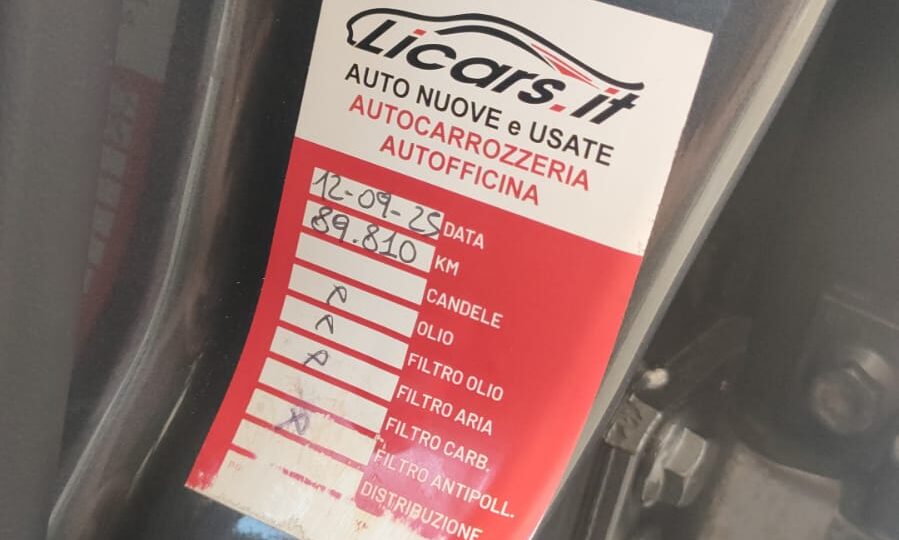 Licars.it
AUTO NUOVE e USATE
AUTOCARROZZERIA
AUTOFFICINA
12-09-25 DATA
89.810 KM
CANDELE
X OLIO
X FILTRO OLIO
X FILTRO ARIA
FILTRO CARB.
X FILTRO ANTIPOLL.
DISTRIBUZIONE